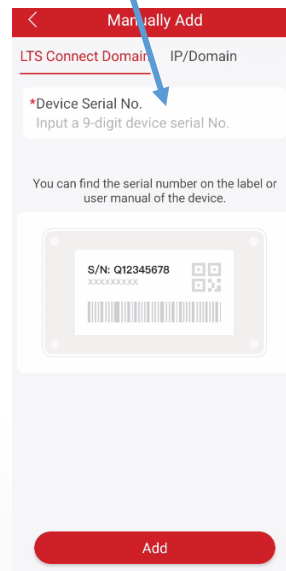 Manually Add
LTS Connect Domain IP/Domain
*Device Serial No.
Input a 9-digit device serial No.
You can find the serial number on the label or
user manual of the device.
S/N: Q12345678
XXXXXXXXX
Add